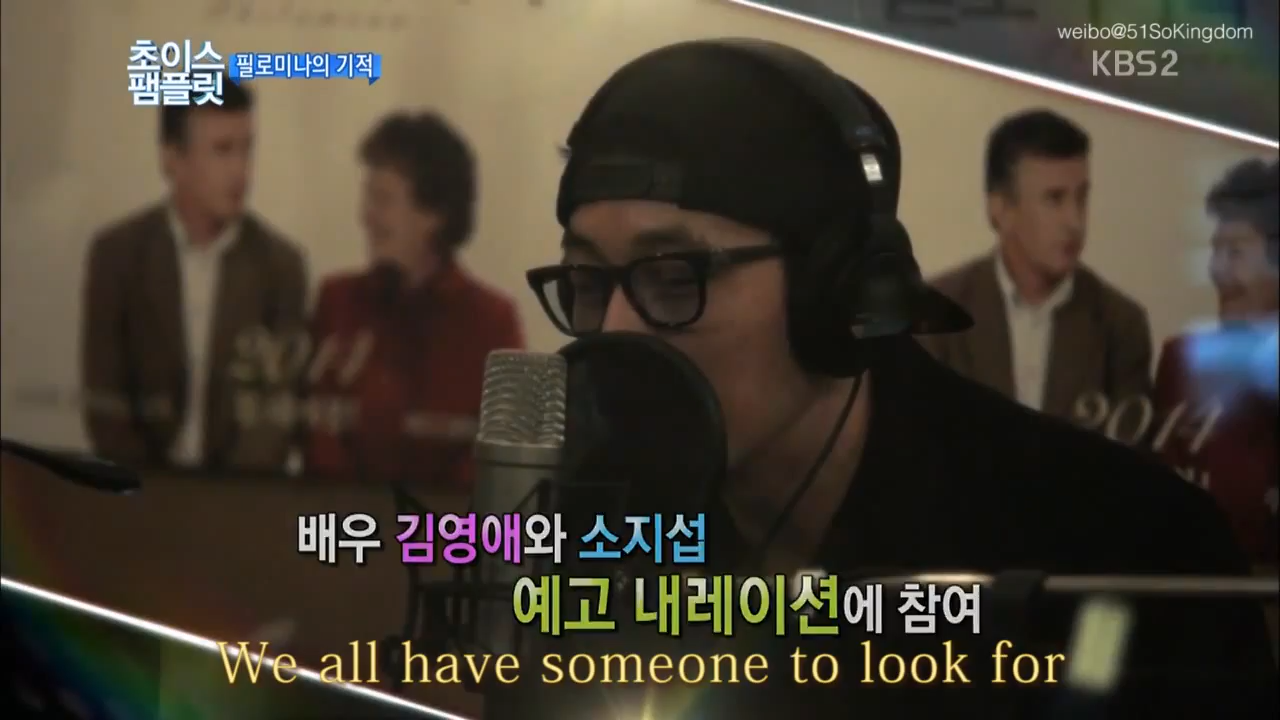 weibo@51SoKingdom
KBS2
초이스
팸플릿
필로미나의 기적
2014
2014
배우 김영애와 소지섭
예고 내레이션에 참여
We all have someone to look for